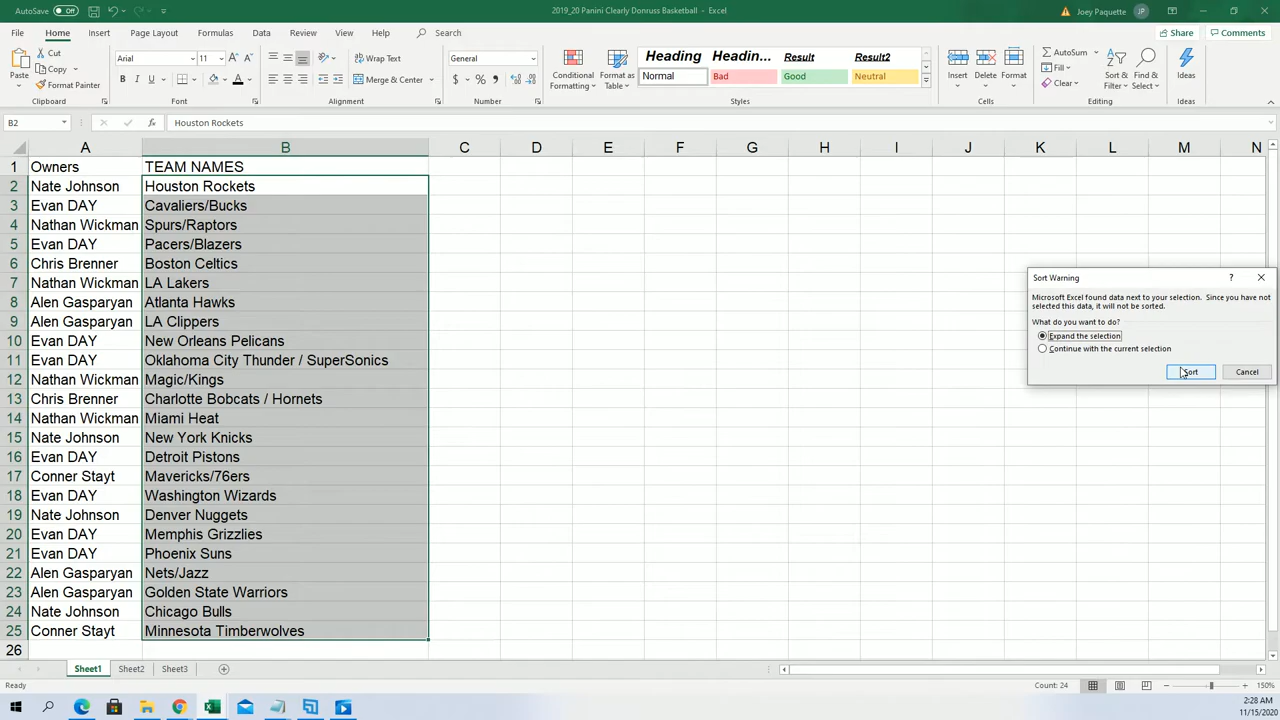 AutoSave Off 2019_20 Panini Clearly Donruss Basketball - Excel Joey Paquette JP
File Home Insert Page Layout Formulas Data Review View Help Search Share Comments
Paste Cut Copy Format Painter Clipboard
Arial 11 A A B I U A Font
Wrap Text Merge & Center Alignment
General $ % , Number
Conditional Formatting Format as Table
Heading Headin... Result Result2
Normal Bad Good Neutral
Styles
Insert Delete Format Cells
AutoSum Fill Clear Sort & Filter Find & Select Editing
Ideas Ideas
B2 fx Houston Rockets
A B C D E F G H I J K L M N
1 Owners TEAM NAMES
2 Nate Johnson Houston Rockets
3 Evan DAY Cavaliers/Bucks
4 Nathan Wickman Spurs/Raptors
5 Evan DAY Pacers/Blazers
6 Chris Brenner Boston Celtics
7 Nathan Wickman LA Lakers
8 Alen Gasparyan Atlanta Hawks
9 Alen Gasparyan LA Clippers
10 Evan DAY New Orleans Pelicans
11 Evan DAY Oklahoma City Thunder / SuperSonics
12 Nathan Wickman Magic/Kings
13 Chris Brenner Charlotte Bobcats / Hornets
14 Nathan Wickman Miami Heat
15 Nate Johnson New York Knicks
16 Evan DAY Detroit Pistons
17 Conner Stayt Mavericks/76ers
18 Evan DAY Washington Wizards
19 Nate Johnson Denver Nuggets
20 Evan DAY Memphis Grizzlies
21 Evan DAY Phoenix Suns
22 Alen Gasparyan Nets/Jazz
23 Alen Gasparyan Golden State Warriors
24 Nate Johnson Chicago Bulls
25 Conner Stayt Minnesota Timberwolves
26
Sort Warning ?
Microsoft Excel found data next to your selection. Since you have not
selected this data, it will not be sorted.
What do you want to do?
Expand the selection
Continue with the current selection
Sort Cancel
Sheet1 Sheet2 Sheet3
Ready Count: 24 150%
2:28 AM
11/15/2020